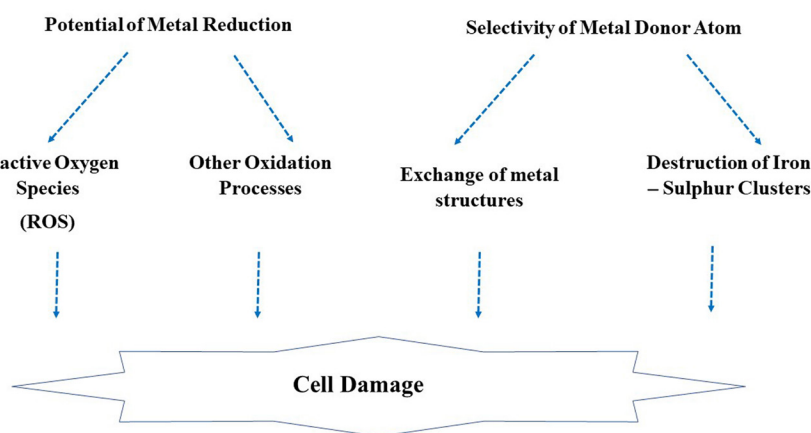 Potential of Metal Reduction
Selectivity of Metal Donor Atom
active Oxygen
Species
(ROS)
Other Oxidation
Processes
Exchange of metal
structures
Destruction of Iron
– Sulphur Clusters
Cell Damage